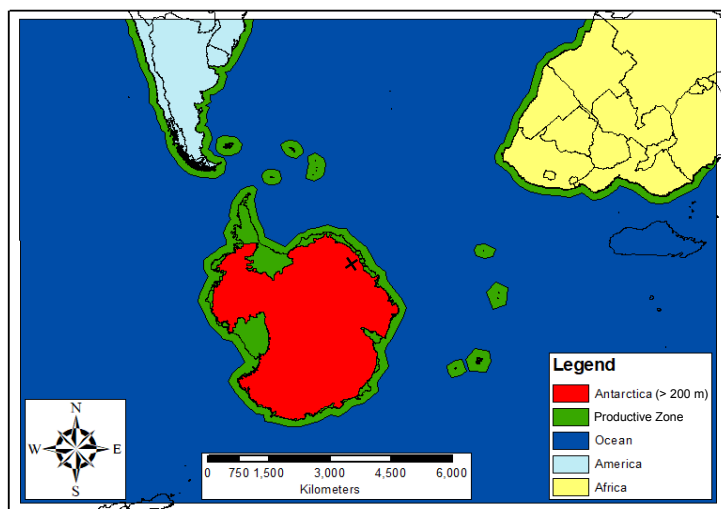 Legend
Antarctica (> 200 m)
Productive Zone
Ocean
America
Africa
N
W E
S
0 750 1,500 3,000 4,500 6,000
Kilometers